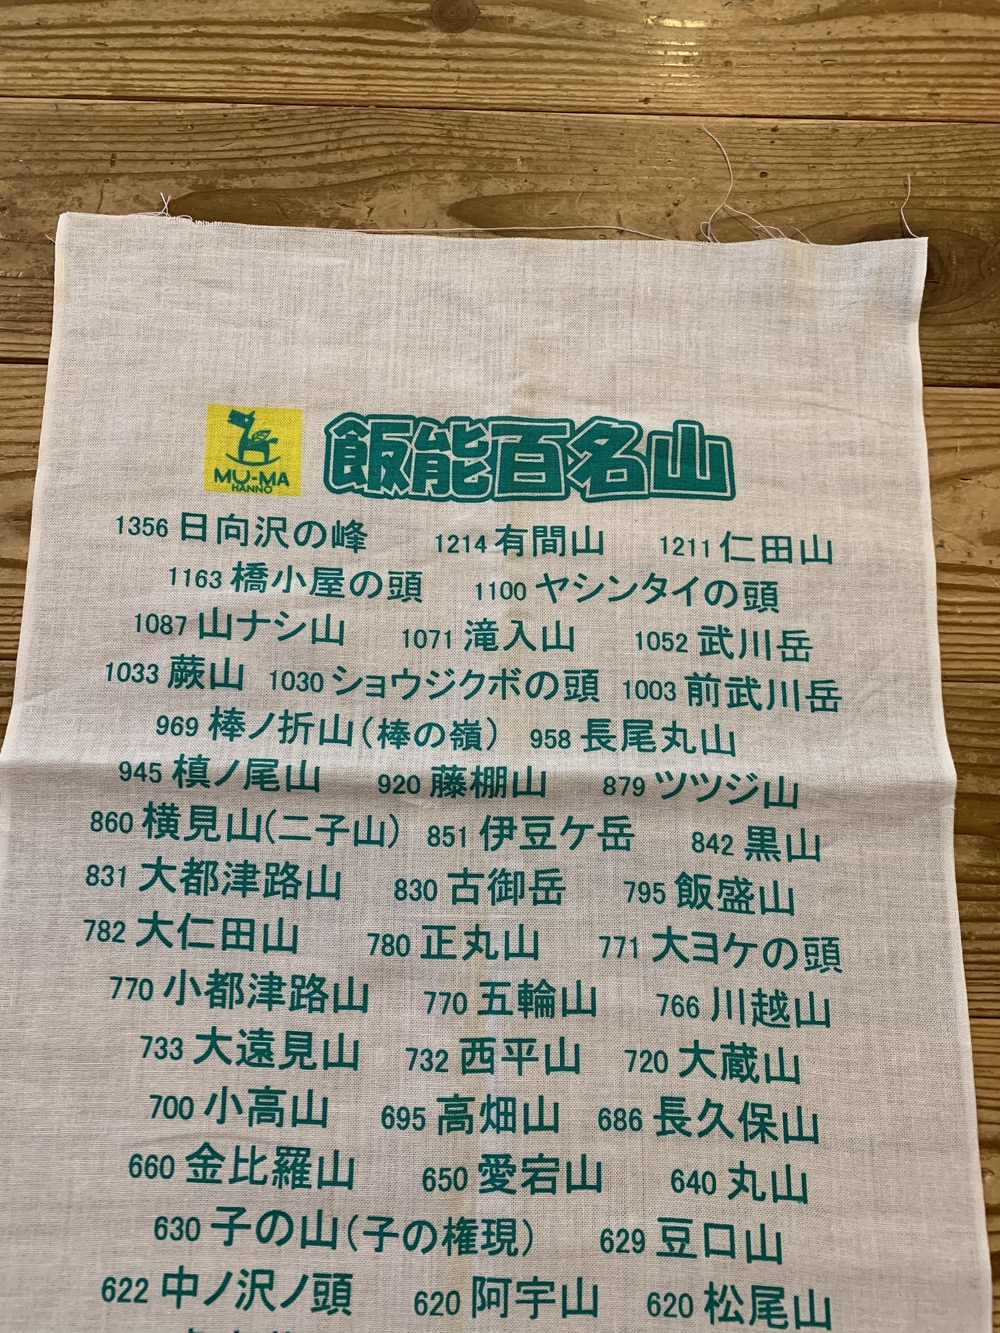 MU-MA
HANNO
飯能百名山
1356 日向沢の峰 1214 有間山 1211 仁田山
1163 橋小屋の頭 1100 ヤシンタイの頭
1087 山ナシ山 1071 滝入山 1052 武川岳
1033 蕨山 1030 ショウジクボの頭 1003 前武川岳
969 棒ノ折山(棒の嶺) 958 長尾丸山
945 槙ノ尾山 920 藤棚山 879 ツツジ山
860 横見山(二子山) 851 伊豆ケ岳 842 黒山
831 大都津路山 830 古御岳 795 飯盛山
782 大仁田山 780 正丸山 771 大ヨケの頭
770 小都津路山 770 五輪山 766 川越山
733 大遠見山 732 西平山 720 大蔵山
700 小高山 695 高畑山 686 長久保山
660 金比羅山 650 愛宕山 640 丸山
630 子の山(子の権現) 629 豆口山
622 中ノ沢ノ頭 620 阿宇山 620 松尾山